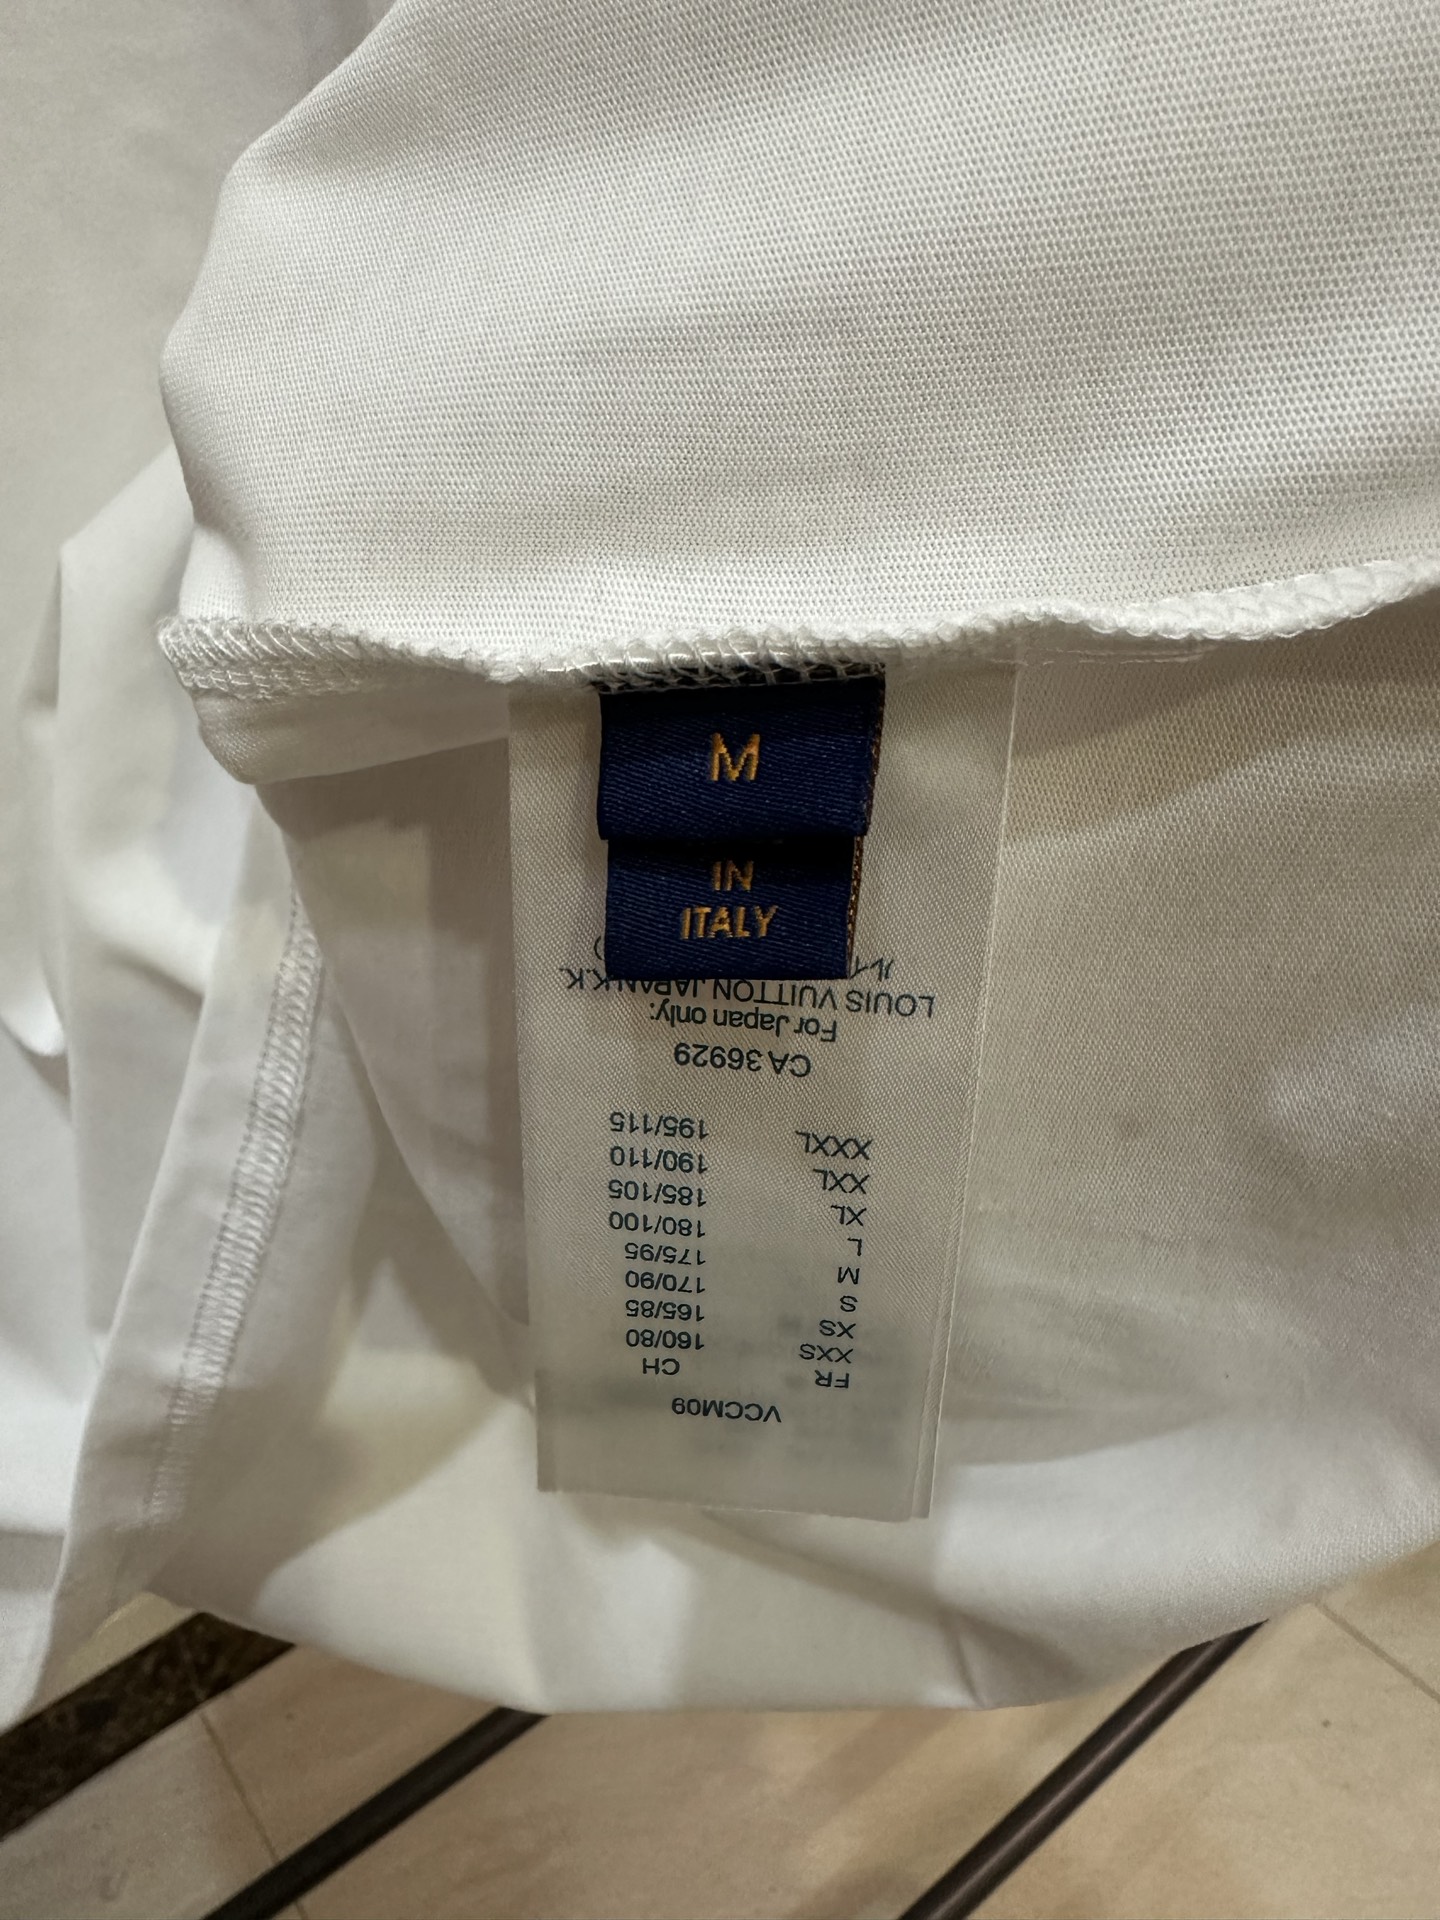 M
IN
ITALY
VCCM09
FR CH
XXS 160/80
XS 165/85
S 170/90
M 175/95
L 180/100
XL 185/105
XXL 190/110
XXXL 195/115
CA 36929
For Japan only:
LOUIS VUITTON JAPAN K.K.